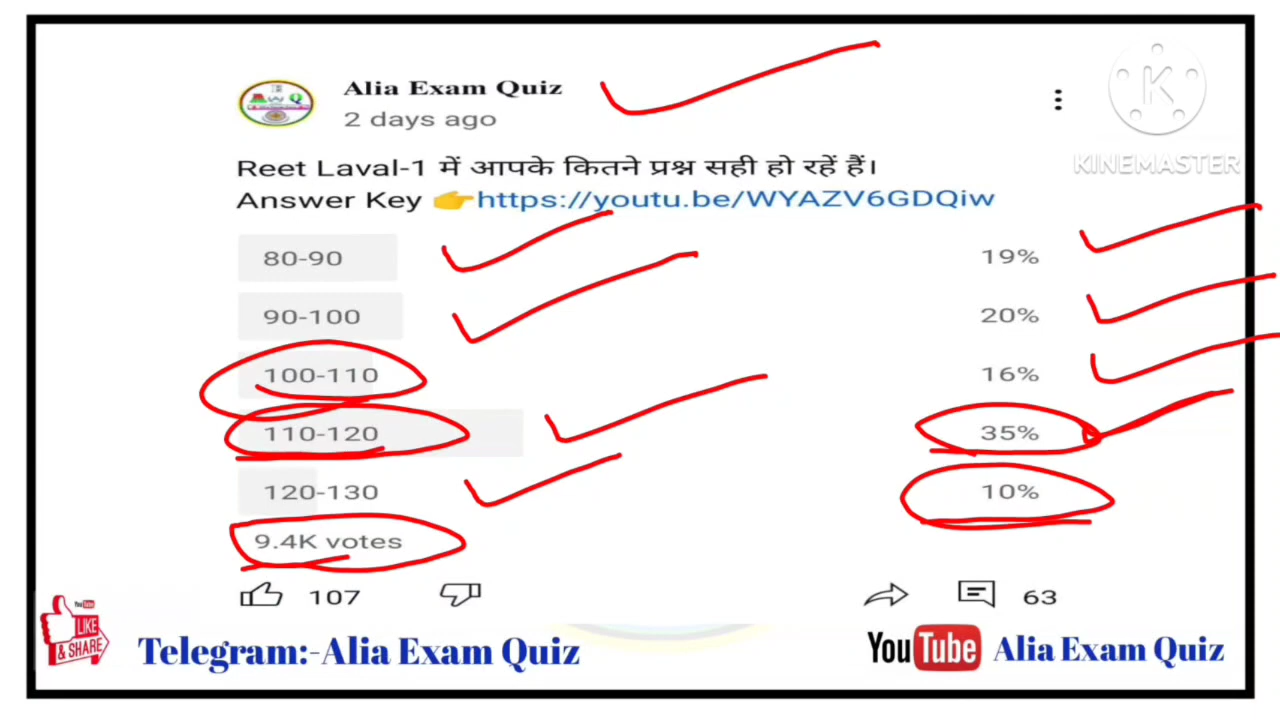 Alia Exam Quiz
2 days ago
KINEMASTER
Reet Laval-1 में आपके कितने प्रश्न सही हो रहें हैं।
Answer Key 👉https://youtu.be/WYAZV6GDQiw
80-90 19%
90-100 20%
100-110 16%
110-120 35%
120-130 10%
9.4K votes
107 63
YouTube
LIKE
& SHARE
Telegram:-Alia Exam Quiz
YouTube Alia Exam Quiz